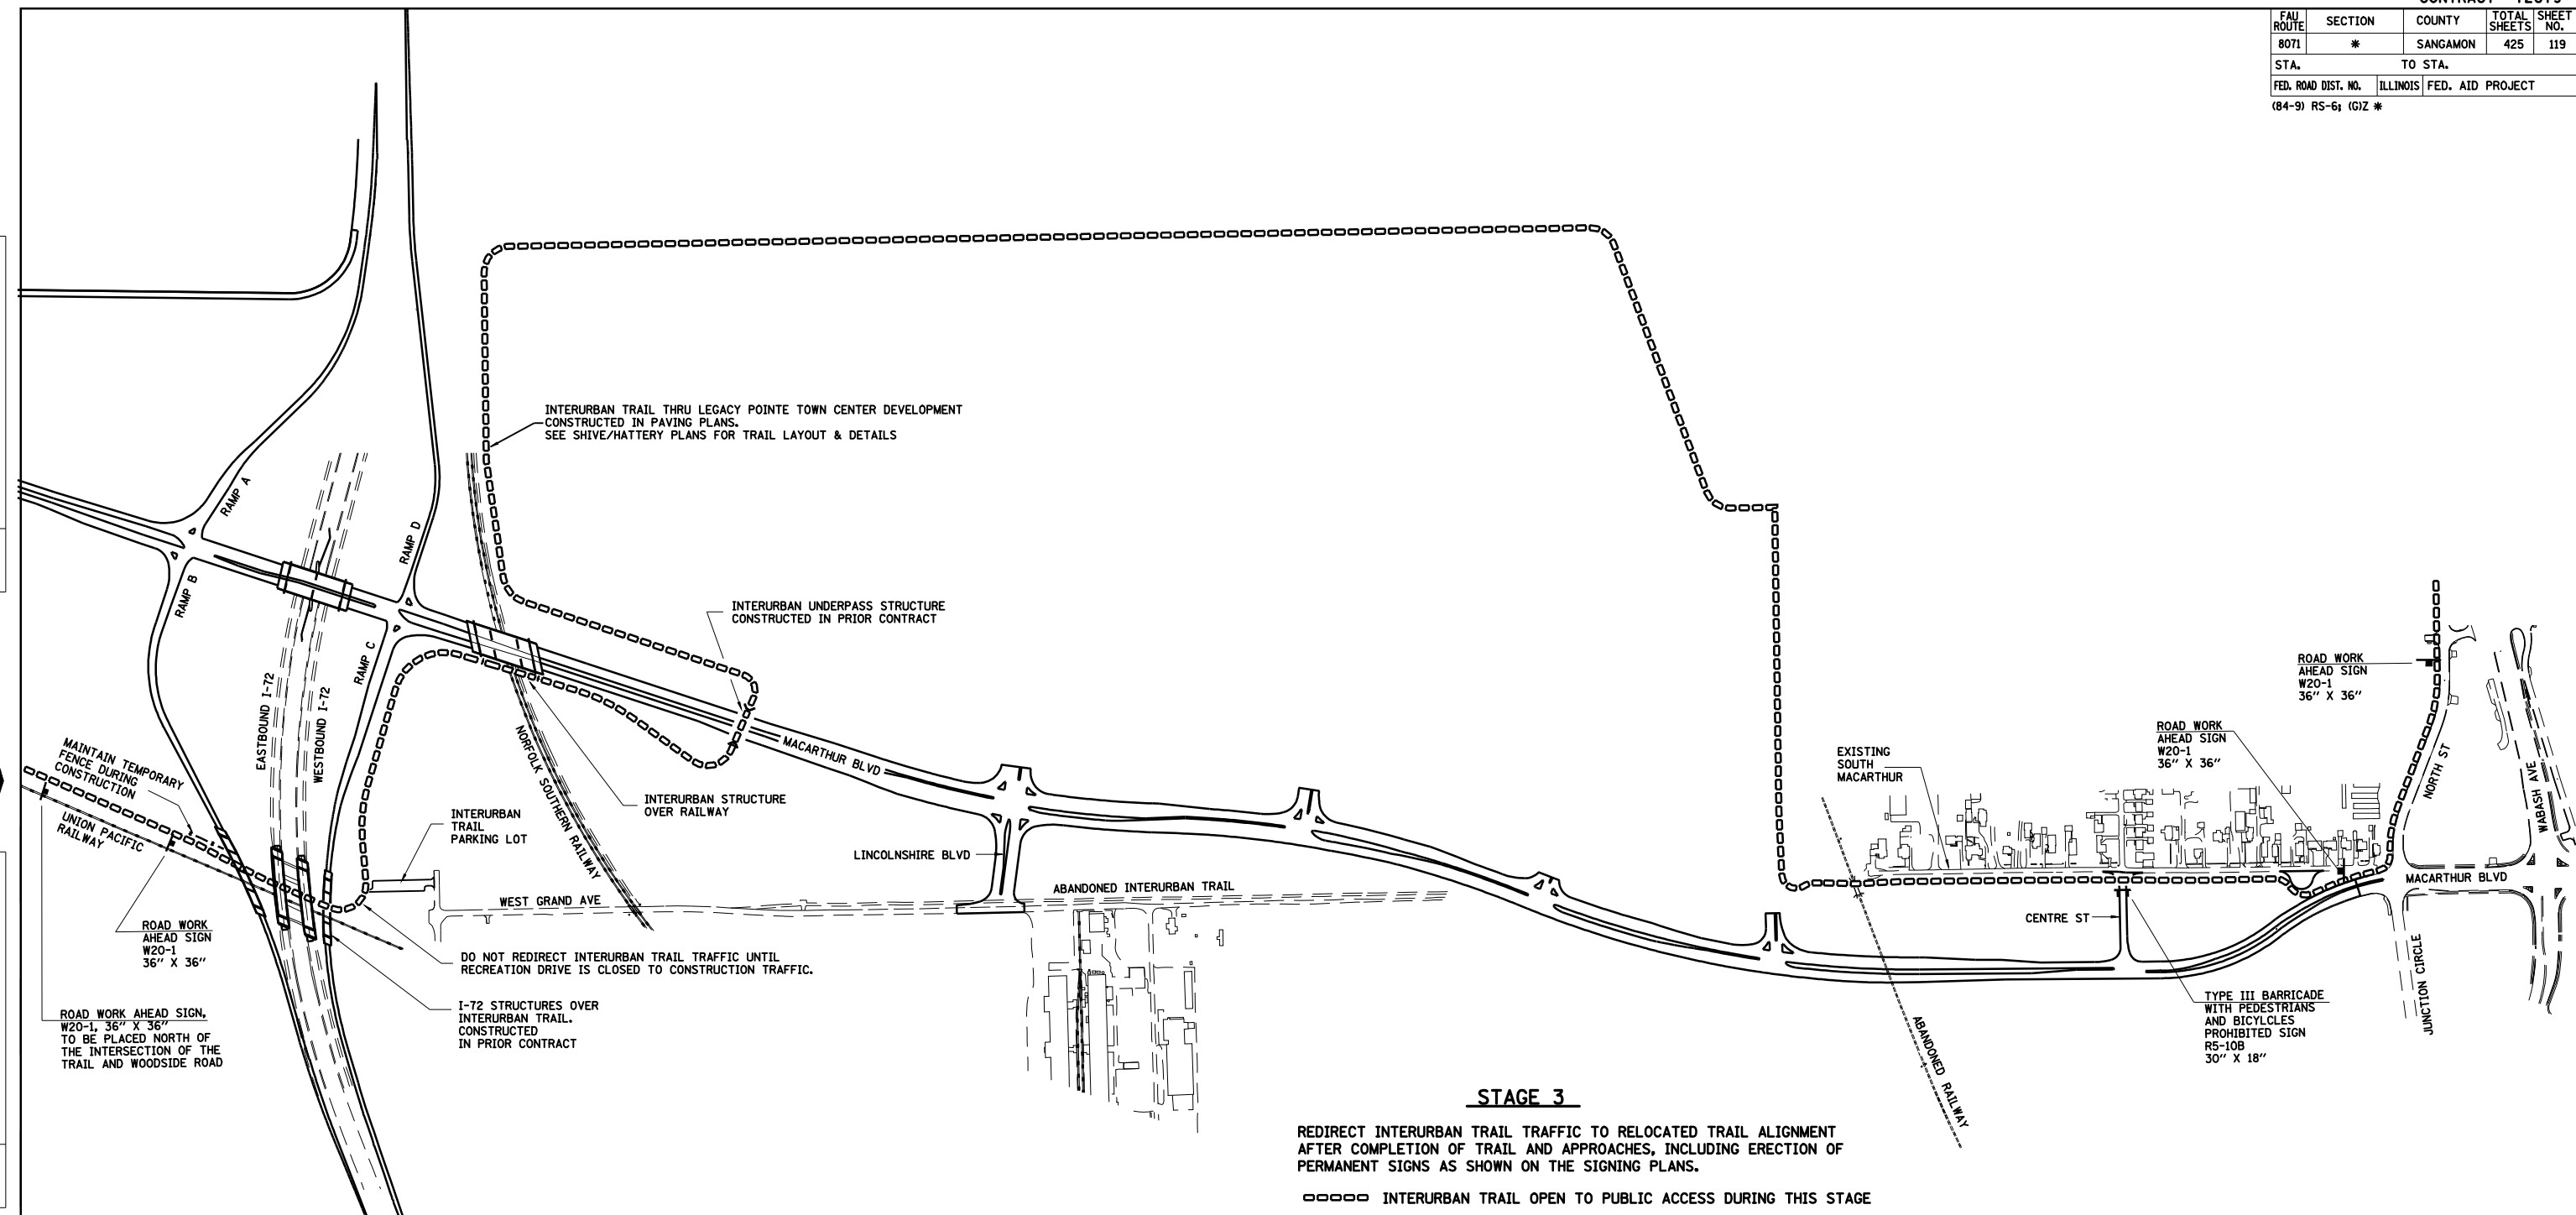 FAU ROUTE SECTION COUNTY TOTAL SHEETS SHEET NO.
8071 * SANGAMON 425 119
STA. TO STA.
FED. ROAD DIST. NO. ILLINOIS FED. AID PROJECT
(84-9) RS-6; (G)Z *
INTERURBAN TRAIL THRU LEGACY POINTE TOWN CENTER DEVELOPMENT
CONSTRUCTED IN PAVING PLANS.
SEE SHIVE/HATTERY PLANS FOR TRAIL LAYOUT & DETAILS
RAMP A
RAMP D
RAMP B
RAMP C
INTERURBAN UNDERPASS STRUCTURE
CONSTRUCTED IN PRIOR CONTRACT
EASTBOUND I-72
WESTBOUND I-72
NORFOLK SOUTHERN RAILWAY
MACARTHUR BLVD
MAINTAIN TEMPORARY
FENCE DURING
CONSTRUCTION
UNION PACIFIC
RAILWAY
INTERURBAN STRUCTURE
OVER RAILWAY
INTERURBAN
TRAIL
PARKING LOT
LINCOLNSHIRE BLVD
WEST GRAND AVE
ABANDONED INTERURBAN TRAIL
EXISTING
SOUTH
MACARTHUR
ROAD WORK
AHEAD SIGN
W20-1
36" X 36"
ROAD WORK
AHEAD SIGN
W20-1
36" X 36"
NORTH ST
WABASH AVE
MACARTHUR BLVD
CENTRE ST
JUNCTION CIRCLE
ROAD WORK
AHEAD SIGN
W20-1
36" X 36"
DO NOT REDIRECT INTERURBAN TRAIL TRAFFIC UNTIL
RECREATION DRIVE IS CLOSED TO CONSTRUCTION TRAFFIC.
I-72 STRUCTURES OVER
INTERURBAN TRAIL.
CONSTRUCTED
IN PRIOR CONTRACT
ROAD WORK AHEAD SIGN,
W20-1, 36" X 36"
TO BE PLACED NORTH OF
THE INTERSECTION OF THE
TRAIL AND WOODSIDE ROAD
TYPE III BARRICADE
WITH PEDESTRIANS
AND BICYLCLES
PROHIBITED SIGN
R5-10B
30" X 18"
ABANDONED RAILWAY
STAGE 3
REDIRECT INTERURBAN TRAIL TRAFFIC TO RELOCATED TRAIL ALIGNMENT
AFTER COMPLETION OF TRAIL AND APPROACHES, INCLUDING ERECTION OF
PERMANENT SIGNS AS SHOWN ON THE SIGNING PLANS.
INTERURBAN TRAIL OPEN TO PUBLIC ACCESS DURING THIS STAGE